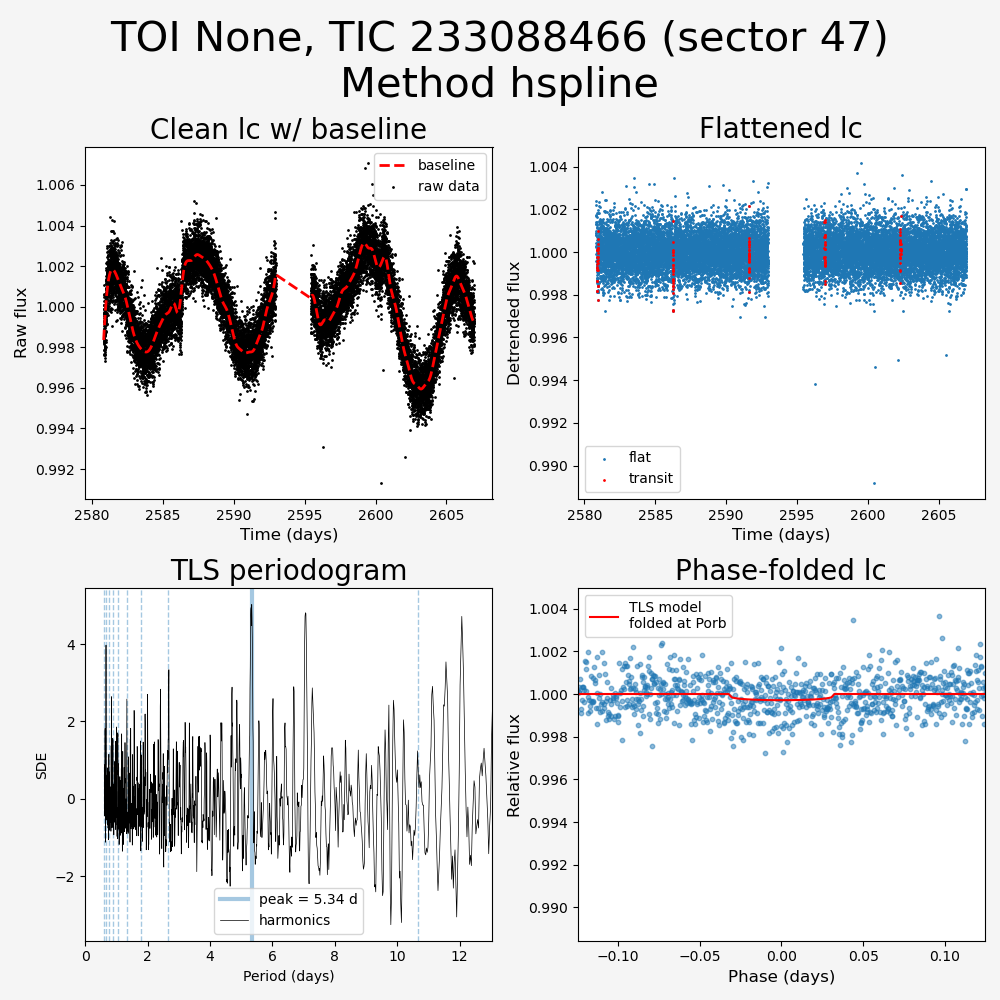 TOI None, TIC 233088466 (sector 47)
Method hspline
Clean lc w/ baseline
baseline
raw data
1.006
1.004
1.002
1.000
0.998
0.996
0.994
0.992
Raw flux
2580
2585
2590
2595
2600
2605
Time (days)
Flattened lc
1.004
1.002
1.000
0.998
0.996
0.994
0.992
0.990
Detrended flux
flat
transit
2580
2585
2590
2595
2600
2605
Time (days)
TLS periodogram
4
2
0
−2
SDE
peak = 5.34 d
harmonics
0
2
4
6
8
10
12
Period (days)
Phase-folded lc
TLS model
folded at Porb
1.004
1.002
1.000
0.998
0.996
0.994
0.992
0.990
Relative flux
−0.10
−0.05
0.00
0.05
0.10
Phase (days)